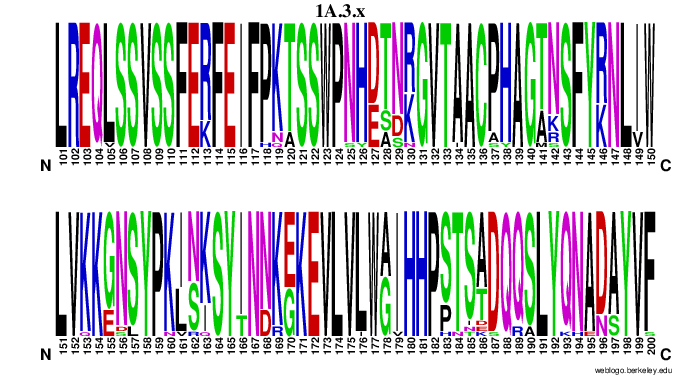 1A.3.x
LREQLSSVSSFERFEIFPKTSSWPNHDTNRGVTAACPHAGTNSFYRNLIW
N 101 102 103 104 105 106 107 108 109 110 111 112 113 114 115 116 117 118 119 120 121 122 123 124 125 126 127 128 129 130 131 132 133 134 135 136 137 138 139 140 141 142 143 144 145 146 147 148 149 150 C
LVKKGNSYPKISKSYINNKEKEVLVLWAIHHPSTSADQQSLYQNADAYVF
N 151 152 153 154 155 156 157 158 159 160 161 162 163 164 165 166 167 168 169 170 171 172 173 174 175 176 177 178 179 180 181 182 183 184 185 186 187 188 189 190 191 192 193 194 195 196 197 198 199 200 C
weblogo.berkeley.edu